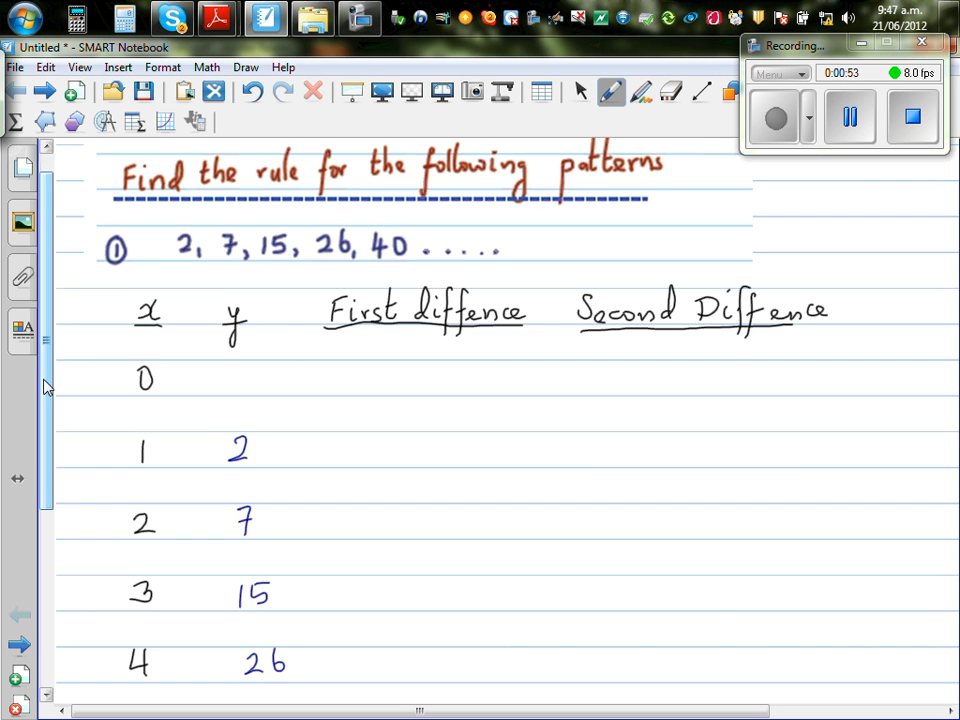 9:47 a.m.
21/06/2012
Untitled * - SMART Notebook
Recording...
File Edit View Insert Format Math Draw Help
Menu 0:00:53 8.0 fps
Find the rule for the following patterns
① 2, 7, 15, 26, 40 . . . . .
x y First diffence Second Diffence
0
1 2
2 7
3 15
4 26